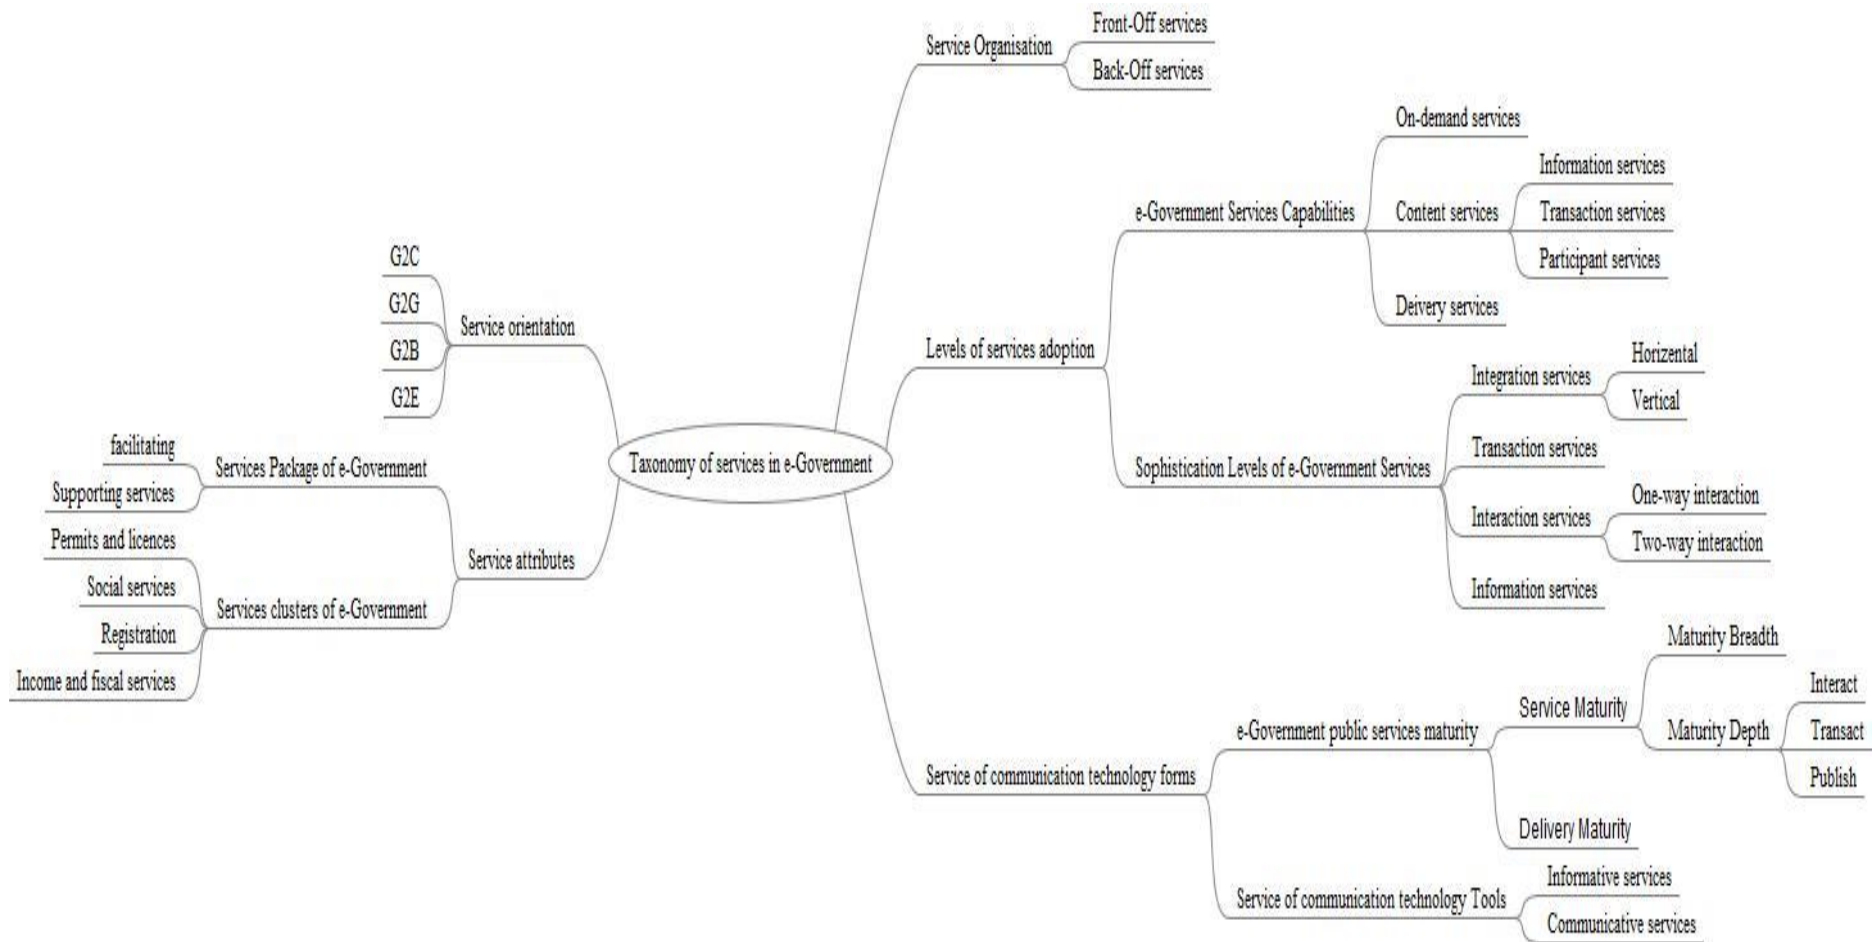 Taxonomy of services in e-Government
Service Organisation
Front-Off services
Back-Off services
Levels of services adoption
e-Government Services Capabilities
On-demand services
Content services
Information services
Transaction services
Participant services
Deivery services
Sophistication Levels of e-Government Services
Integration services
Horizental
Vertical
Transaction services
Interaction services
One-way interaction
Two-way interaction
Information services
Service of communication technology forms
e-Government public services maturity
Service Maturity
Maturity Breadth
Maturity Depth
Interact
Transact
Publish
Delivery Maturity
Service of communication technology Tools
Informative services
Communicative services
Service orientation
G2C
G2G
G2B
G2E
Service attributes
Services Package of e-Government
facilitating
Supporting services
Services clusters of e-Government
Permits and licences
Social services
Registration
Income and fiscal services